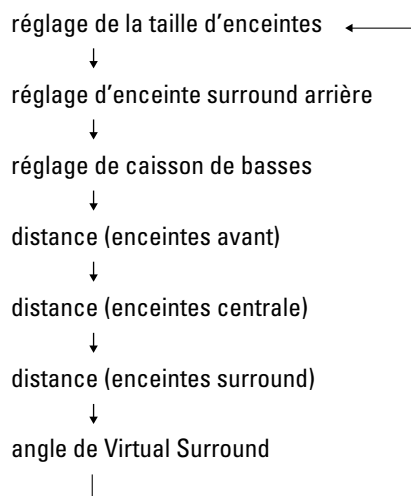 réglage de la taille d'enceintes
réglage d'enceinte surround arrière
réglage de caisson de basses
distance (enceintes avant)
distance (enceintes centrale)
distance (enceintes surround)
angle de Virtual Surround